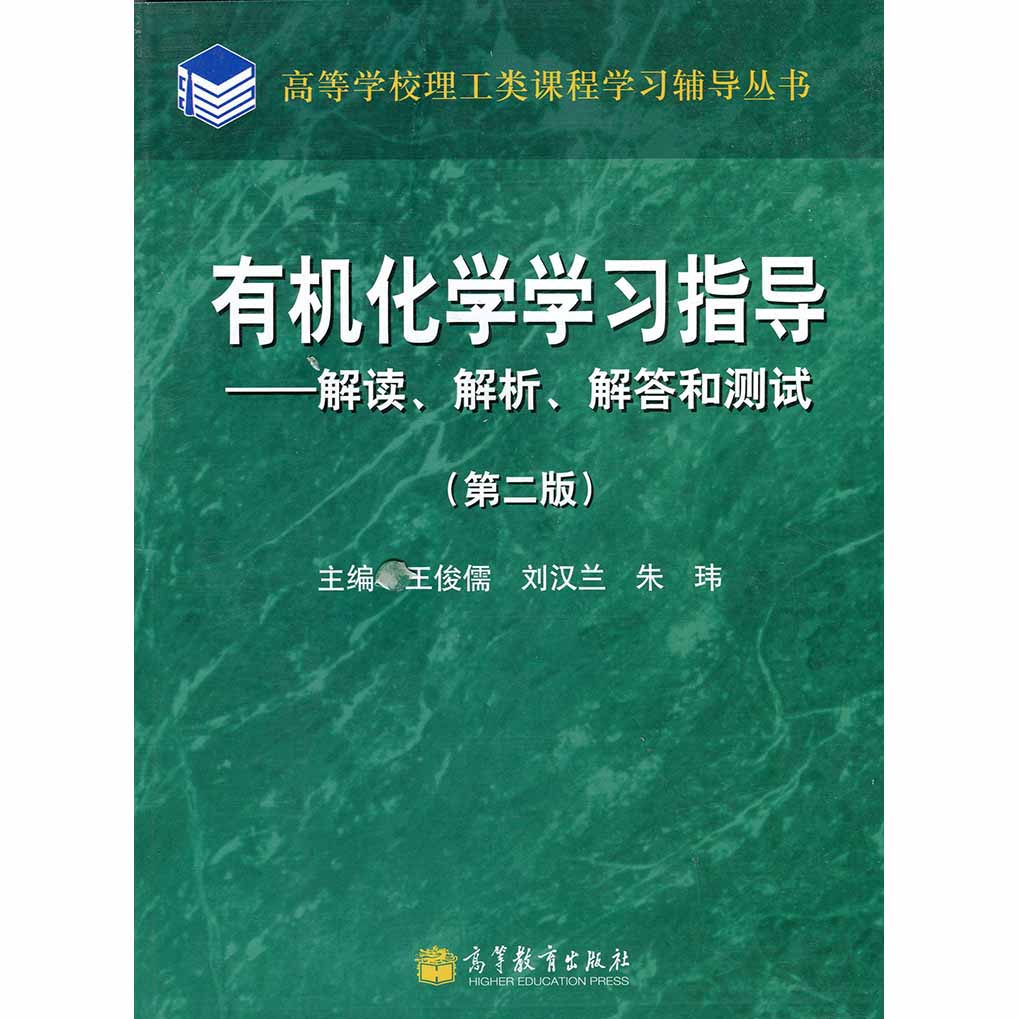 高等学校理工类课程学习辅导丛书
有机化学学习指导
——解读、解析、解答和测试
（第二版）
主编 王俊儒 刘汉兰 朱 玮
高等教育出版社
HIGHER EDUCATION PRESS